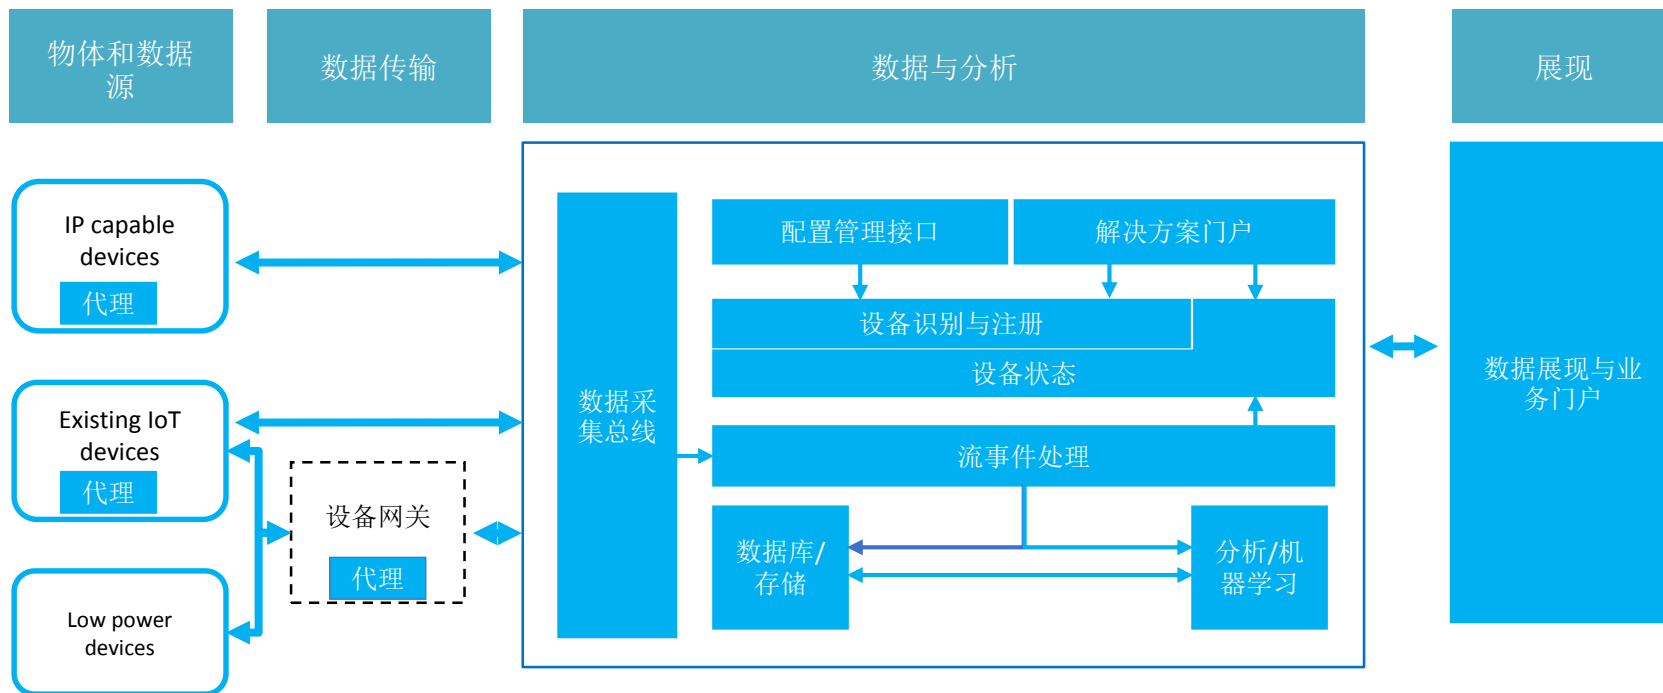 物体和数据
源
数据传输
数据与分析
展现
IP capable
devices
代理
Existing IoT
devices
代理
Low power
devices
设备网关
代理
数据采
集总线
配置管理接口
解决方案门户
设备识别与注册
设备状态
流事件处理
数据库/
存储
分析/机
器学习
数据展现与业
务门户